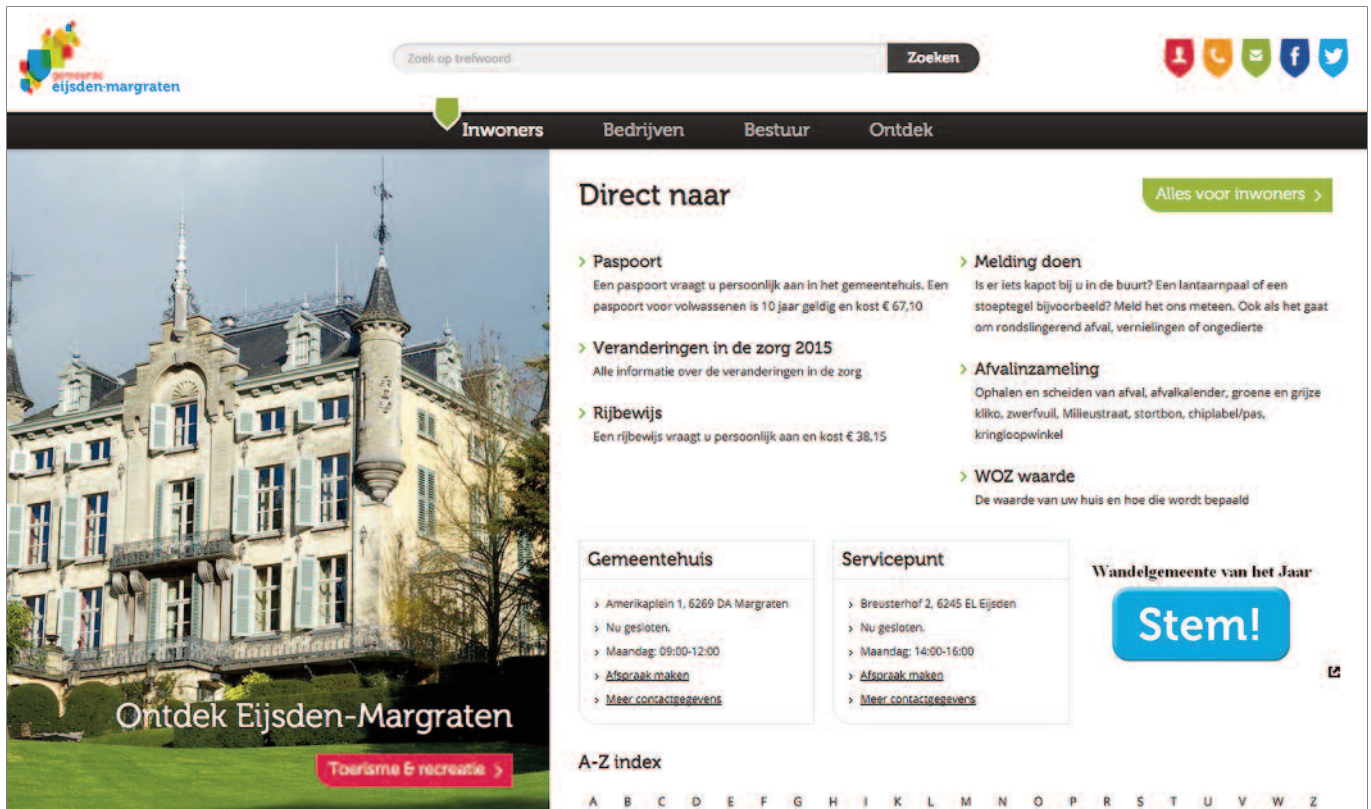 gemeente
eijsden-margraten
Zoek op trefwoord
Zoeken
Inwoners
Bedrijven
Bestuur
Ontdek
Direct naar
Alles voor inwoners
Paspoort
Een paspoort vraagt u persoonlijk aan in het gemeentehuis. Een
paspoort voor volwassenen is 10 jaar geldig en kost € 67,10
Veranderingen in de zorg 2015
Alle informatie over de veranderingen in de zorg
Rijbewijs
Een rijbewijs vraagt u persoonlijk aan en kost € 38,15
Melding doen
Is er iets kapot bij u in de buurt? Een lantaarnpaal of een
stoeptegel bijvoorbeeld? Meld het ons meteen. Ook als het gaat
om rondslingerend afval, vernielingen of ongedierte
Afvalinzameling
Ophalen en scheiden van afval, afvalkalender, groene en grijze
kliko, zwerfvuil, Milieustraat, stortbon, chiplabel/pas,
kringloopwinkel
WOZ waarde
De waarde van uw huis en hoe die wordt bepaald
Gemeentehuis
Amerikaplein 1, 6269 DA Margraten
Nu gesloten.
Maandag: 09:00-12:00
Afspraak maken
Meer contactgegevens
Servicepunt
Breusterhof 2, 6245 EL Eijsden
Nu gesloten.
Maandag: 14:00-16:00
Afspraak maken
Meer contactgegevens
Wandelgemeente van het Jaar
Stem!
Ontdek Eijsden-Margraten
Toerisme & recreatie
A-Z index
A B C D E F G H I K L M N O P R S T U V W Z